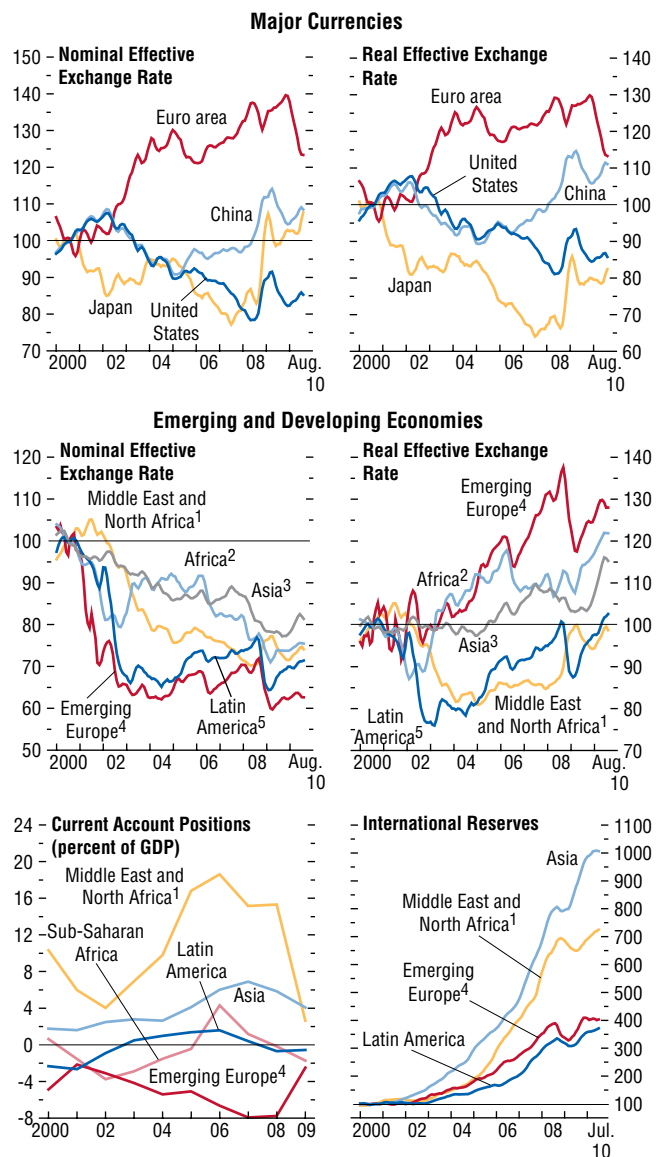 Major Currencies
Nominal Effective
Exchange Rate
150
140
130
120
110
100
90
80
70
Euro area
China
Japan
United
States
2000 02 04 06 08 Aug.
10
Real Effective Exchange
Rate
140
130
120
110
100
90
80
70
60
Euro area
United
States
China
Japan
2000 02 04 06 08 Aug.
10
Emerging and Developing Economies
Nominal Effective
Exchange Rate
120
110
100
90
80
70
60
50
Middle East and
North Africa1
Africa2
Asia3
Emerging
Europe4
Latin
America5
2000 02 04 06 08 Aug.
10
Real Effective Exchange
Rate
140
130
120
110
100
90
80
70
Emerging
Europe4
Africa2
Asia3
Latin
America5
Middle East
and North Africa1
2000 02 04 06 08 Aug.
10
Current Account Positions
(percent of GDP)
24
20
16
12
8
4
0
-4
-8
Middle East and
North Africa1
Sub-Saharan
Africa
Latin
America
Asia
Emerging Europe4
2000 02 04 06 08 09
International Reserves
1100
1000
900
800
700
600
500
400
300
200
100
Asia
Middle East and
North Africa1
Emerging
Europe4
Latin America
2000 02 04 06 08 Jul.
10